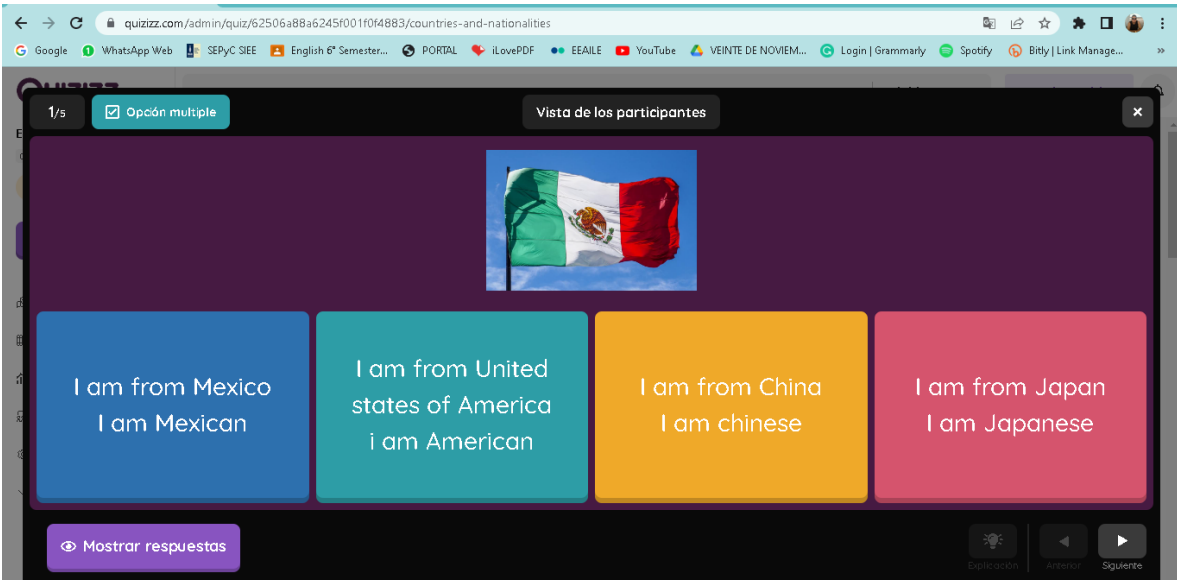 quizizz.com/admin/quiz/62506a88a6245f001f0f4883/countries-and-nationalities
Google WhatsApp Web SEPyC SIEE English 6° Semester... PORTAL iLovePDF EEAILE YouTube VEINTE DE NOVIEM... Login | Grammarly Spotify Bitly | Link Manage... »
1/5 Opción multiple Vista de los participantes
I am from Mexico
I am Mexican
I am from United
states of America
i am American
I am from China
I am chinese
I am from Japan
I am Japanese
Mostrar respuestas
Explicación Anterior Siguiente